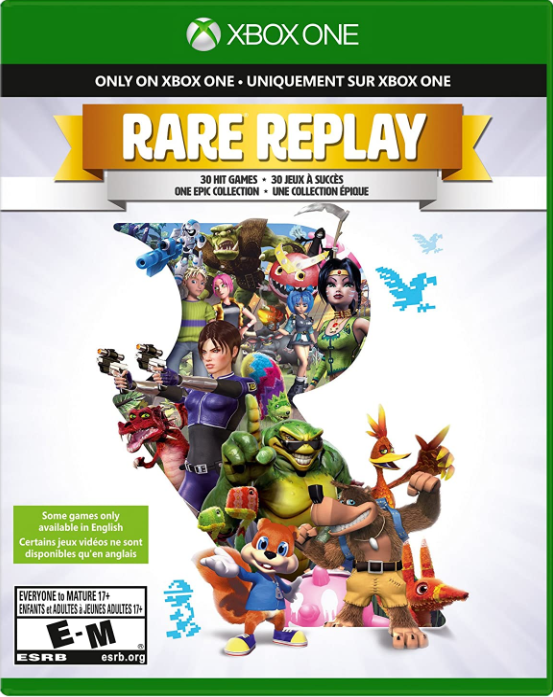 XBOX ONE
ONLY ON XBOX ONE • UNIQUEMENT SUR XBOX ONE
RARE REPLAY
30 HIT GAMES • 30 JEUX À SUCCÈS
ONE EPIC COLLECTION • UNE COLLECTION ÉPIQUE
Some games only
available in English
Certains jeux vidéos ne sont
disponibles qu'en anglais
EVERYONE to MATURE 17+
ENFANTS et ADULTES à JEUNES ADULTES 17+
E-M
®
ESRB esrb.org